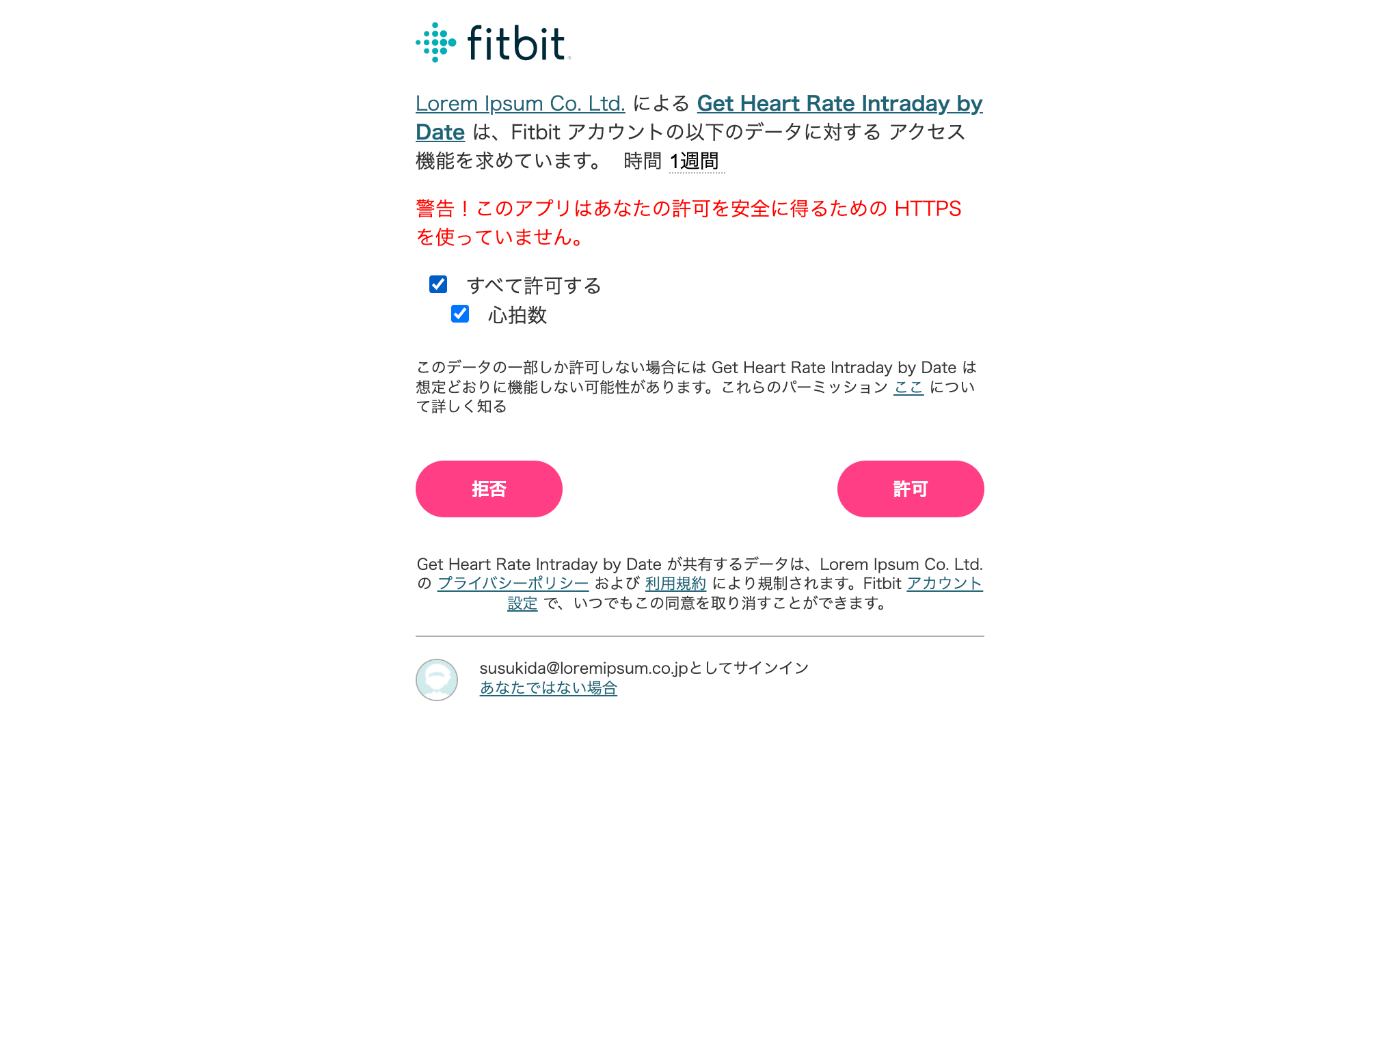 fitbit
Lorem Ipsum Co. Ltd. による Get Heart Rate Intraday by
Date は、Fitbit アカウントの以下のデータに対する アクセス
機能を求めています。 時間 1週間
警告！このアプリはあなたの許可を安全に得るための HTTPS
を使っていません。
すべて許可する
心拍数
このデータの一部しか許可しない場合には Get Heart Rate Intraday by Date は
想定どおりに機能しない可能性があります。これらのパーミッション ここ につい
て詳しく知る
拒否
許可
Get Heart Rate Intraday by Date が共有するデータは、Lorem Ipsum Co. Ltd.
の プライバシーポリシー および 利用規約 により規制されます。Fitbit アカウント
設定 で、いつでもこの同意を取り消すことができます。
susukida@loremipsum.co.jpとしてサインイン
あなたではない場合